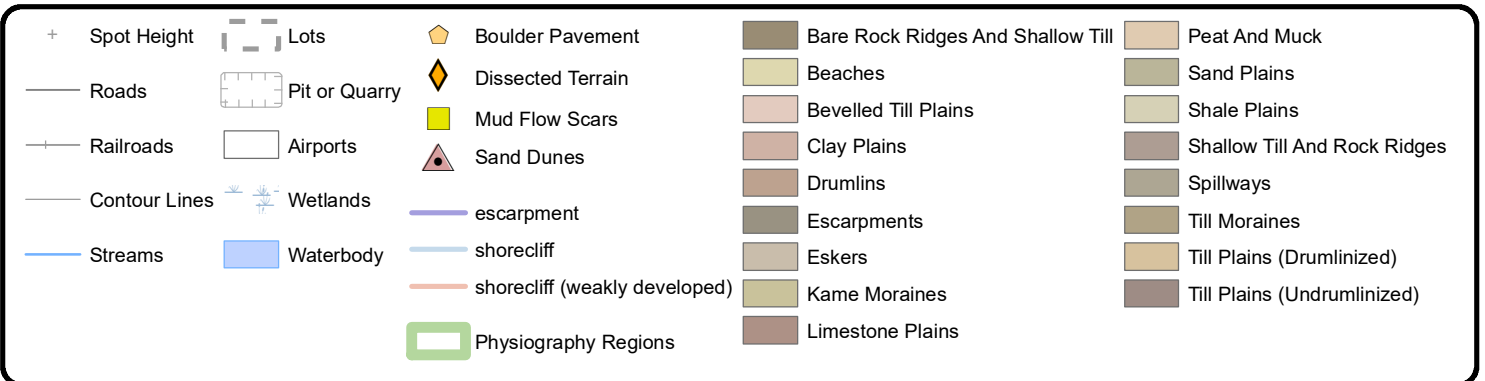 Spot Height
Roads
Railroads
Contour Lines
Streams
Lots
Pit or Quarry
Airports
Wetlands
Waterbody
Boulder Pavement
Dissected Terrain
Mud Flow Scars
Sand Dunes
escarpment
shorecliff
shorecliff (weakly developed)
Physiography Regions
Bare Rock Ridges And Shallow Till
Beaches
Bevelled Till Plains
Clay Plains
Drumlins
Escarpments
Eskers
Kame Moraines
Limestone Plains
Peat And Muck
Sand Plains
Shale Plains
Shallow Till And Rock Ridges
Spillways
Till Moraines
Till Plains (Drumlinized)
Till Plains (Undrumlinized)